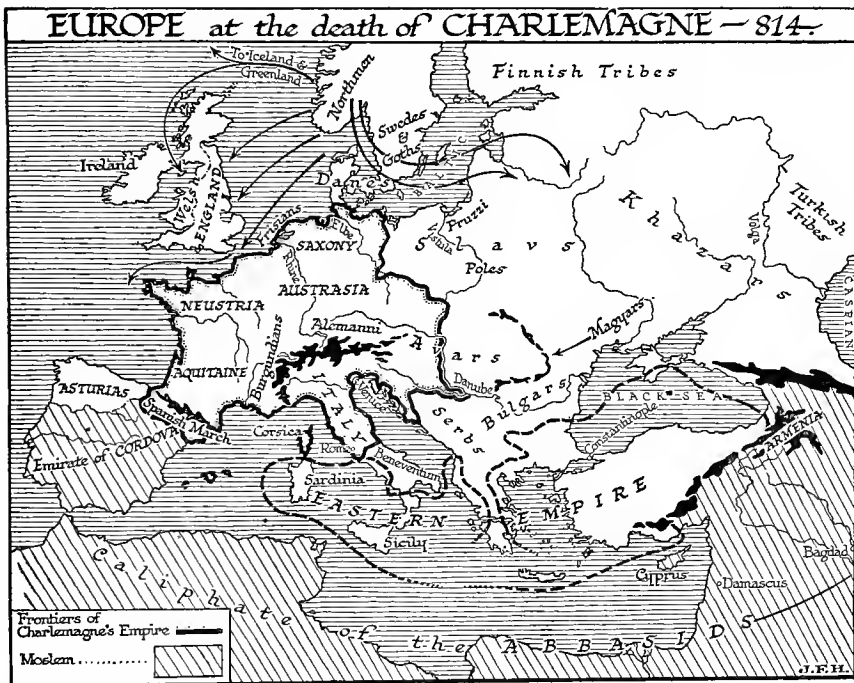 EUROPE at the death of CHARLEMAGNE — 814
To Iceland &
Greenland
Northmen
Finnish Tribes
Swedes
&
Goths
Ireland
Wels
ENGLAND
Danes
BALTIC
Frisians
Elbe
SAXONY
Pruzzi
Vistula
Slavs
Poles
Khazars
Volga
Turkish
Tribes
CASPIAN
NEUSTRIA
Rhine
AUSTRASIA
Alemanni
Avars
Magyars
AQUITAINE
Burgundians
Danube
Bulgars
BLACK SEA
ASTURIAS
Spanish March
Venice
ITALY
Serbs
Constantinople
ARMENIA
Emirate of CORDOVA
Corsica
Rome
Beneventum
Sardinia
EASTERN EMPIRE
Sicily
Cyprus
Bagdad
Damascus
Caliphate of the ABBASIDS
Frontiers of
Charlemagne's Empire
Moslem
J.F.H.